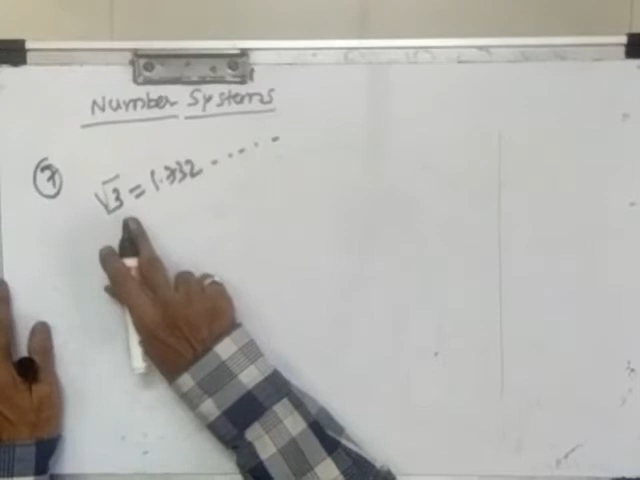 Number Systems
7 √3 = 1.732 ......